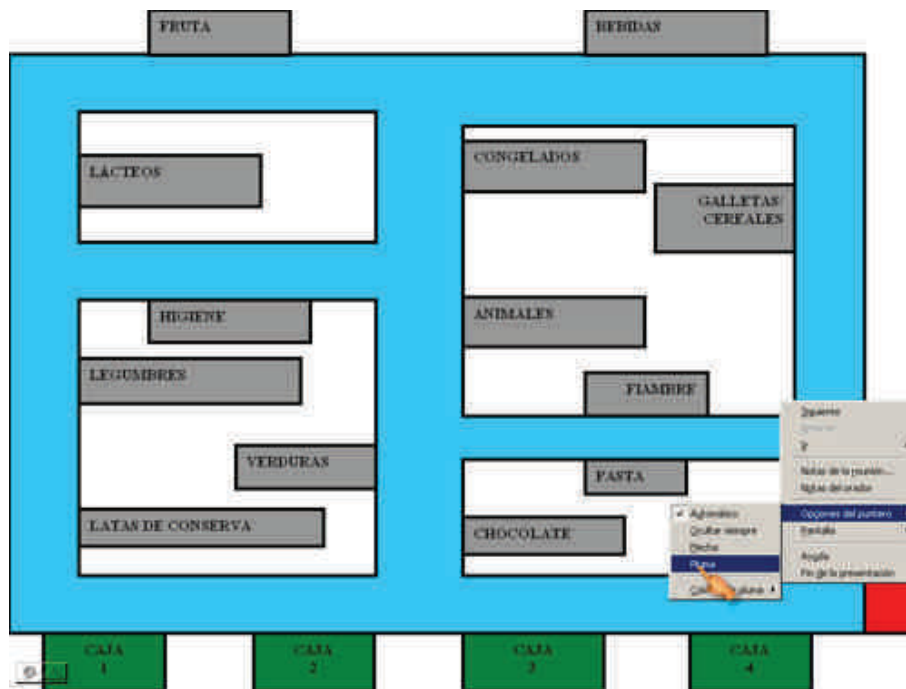 FRUTA
BEBIDAS
LÁCTEOS
CONGELADOS
GALLETAS/
CEREALES
HIGIENE
ANIMALES
LEGUMBRES
FIAMBRE
VERDURAS
PASTA
LATAS DE CONSERVA
CHOCOLATE
Siguiente
Ir
Notas de la reunión...
Notas del orador
Opciones del puntero
Pantalla
Ayuda
Fin de la presentación
Automático
Ocultar siempre
Flecha
Pluma
pluma
CAJA
1
CAJA
2
CAJA
3
CAJA
4